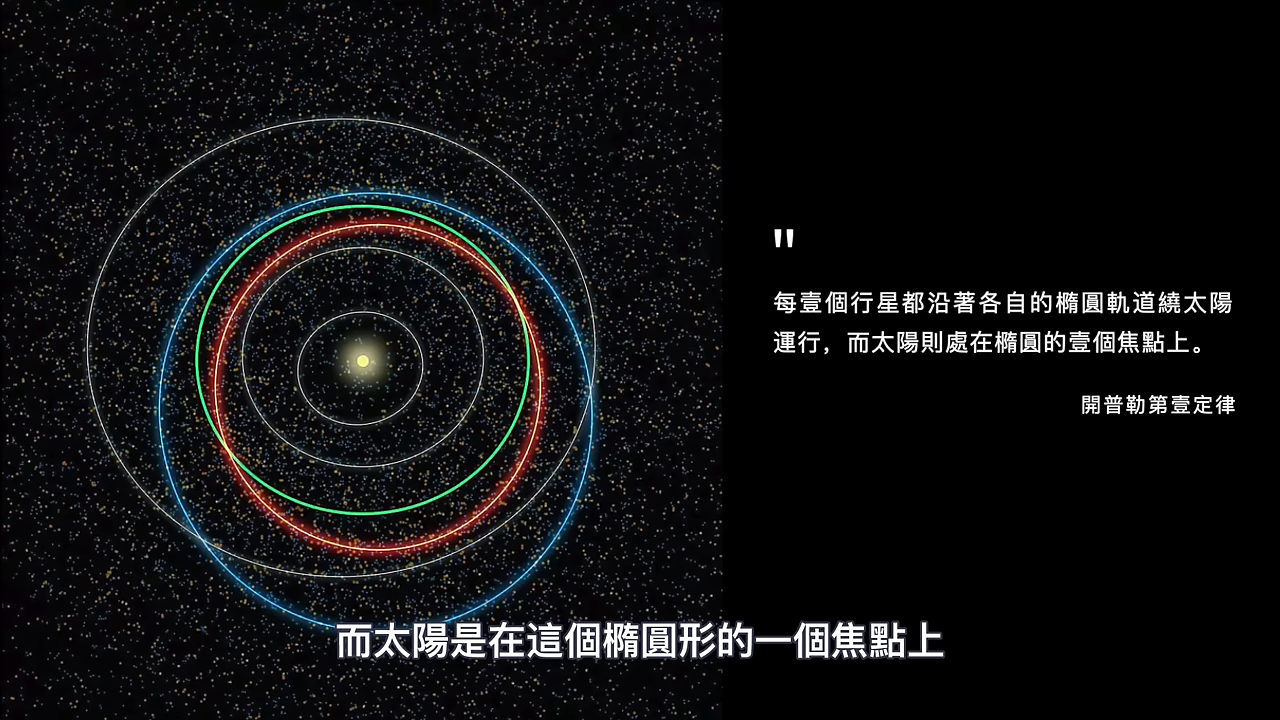 "
每壹個行星都沿著各自的橢圓軌道繞太陽
運行，而太陽則處在橢圓的壹個焦點上。
開普勒第壹定律
而太陽是在這個橢圓形的一個焦點上